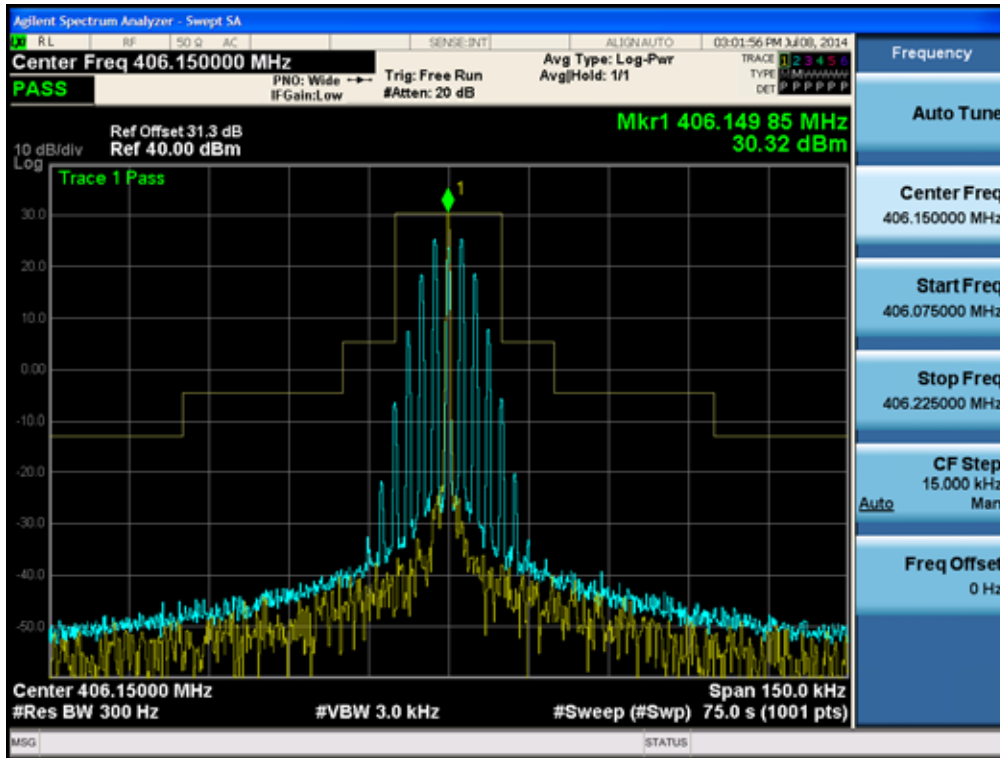 Agilent Spectrum Analyzer - Swept SA
RL RF 50 Ω AC SENSE:INT ALIGN AUTO 03:01:56 PM Jul 08, 2014
Center Freq 406.150000 MHz
PASS
PNO: Wide
IFGain:Low
Trig: Free Run
#Atten: 20 dB
Avg Type: Log-Pwr
Avg|Hold: 1/1
TRACE 1 2 3 4 5 6
TYPE
DET P P P P P P
Mkr1 406.149 85 MHz
30.32 dBm
Ref Offset 31.3 dB
10 dB/div Ref 40.00 dBm
Log
Trace 1 Pass
1
30.0
20.0
10.0
0.00
-10.0
-20.0
-30.0
-40.0
-50.0
Center 406.15000 MHz Span 150.0 kHz
#Res BW 300 Hz #VBW 3.0 kHz #Sweep (#Swp) 75.0 s (1001 pts)
MSG STATUS
Frequency
Auto Tune
Center Freq
406.150000 MHz
Start Freq
406.075000 MHz
Stop Freq
406.225000 MHz
CF Step
15.000 kHz
Auto Man
Freq Offset
0 Hz